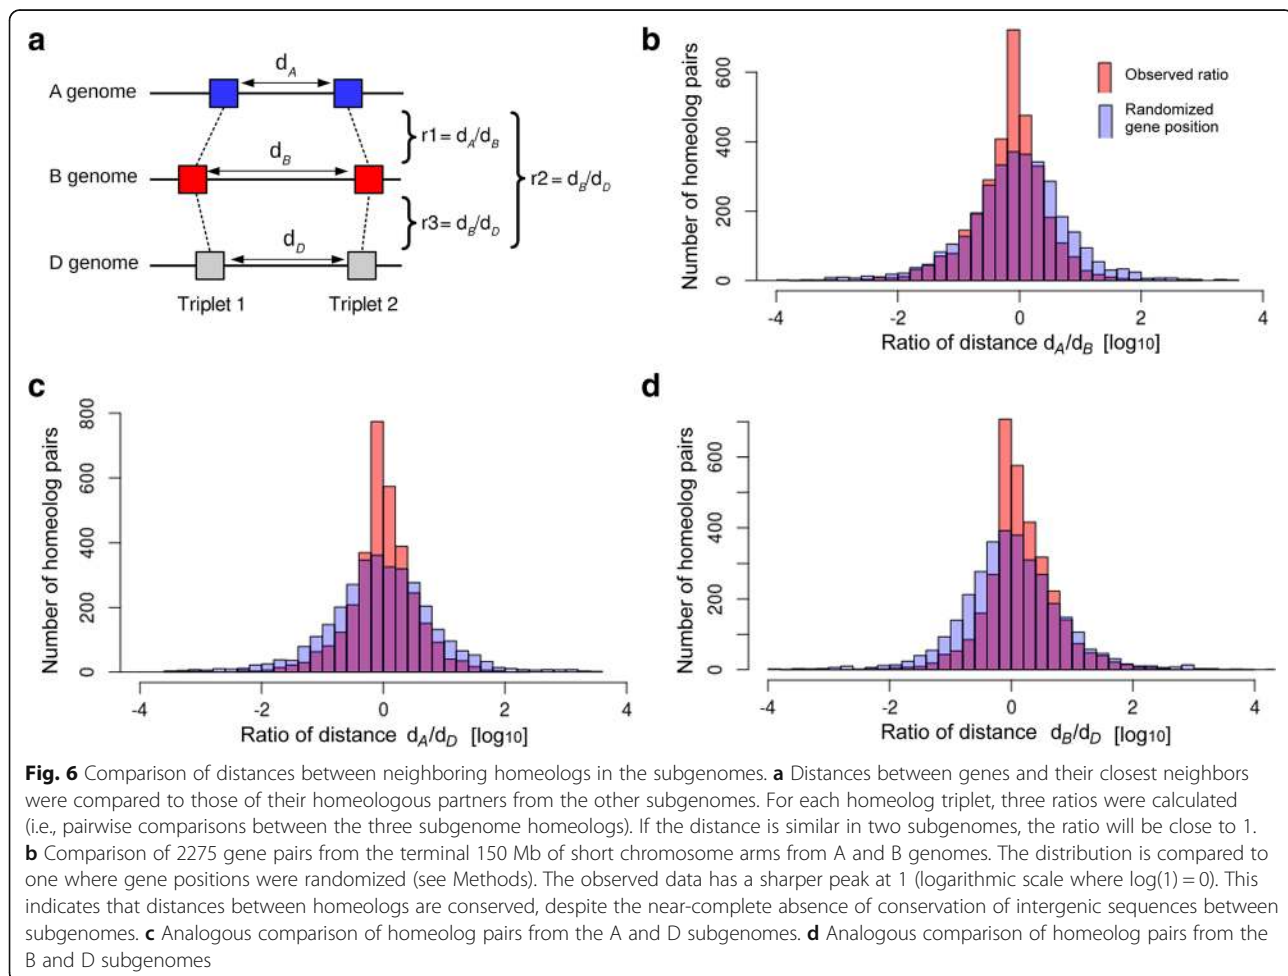 a
A genome
d_A
r1 = d_A/d_B
B genome
d_B
r2 = d_B/d_D
r3 = d_B/d_D
D genome
d_D
Triplet 1 Triplet 2
b
Number of homeolog pairs
0 200 400 600
Observed ratio
Randomized
gene position
-4 -2 0 2 4
Ratio of distance d_A/d_B [log10]
c
Number of homeolog pairs
0 200 400 600 800
-4 -2 0 2 4
Ratio of distance d_A/d_D [log10]
d
Number of homeolog pairs
0 200 400 600
-4 -2 0 2 4
Ratio of distance d_B/d_D [log10]
Fig. 6 Comparison of distances between neighboring homeologs in the subgenomes. a Distances between genes and their closest neighbors
were compared to those of their homeologous partners from the other subgenomes. For each homeolog triplet, three ratios were calculated
(i.e., pairwise comparisons between the three subgenome homeologs). If the distance is similar in two subgenomes, the ratio will be close to 1.
b Comparison of 2275 gene pairs from the terminal 150 Mb of short chromosome arms from A and B genomes. The distribution is compared to
one where gene positions were randomized (see Methods). The observed data has a sharper peak at 1 (logarithmic scale where log(1) = 0). This
indicates that distances between homeologs are conserved, despite the near-complete absence of conservation of intergenic sequences between
subgenomes. c Analogous comparison of homeolog pairs from the A and D subgenomes. d Analogous comparison of homeolog pairs from the
B and D subgenomes